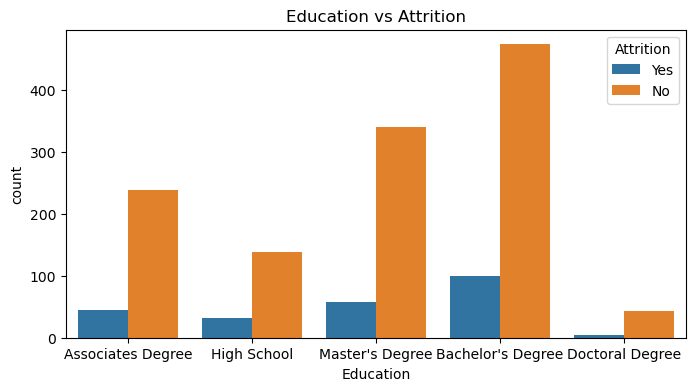 Education vs Attrition
Attrition
Yes
No
400
300
200
100
0
count
Associates Degree High School Master's Degree Bachelor's Degree Doctoral Degree
Education